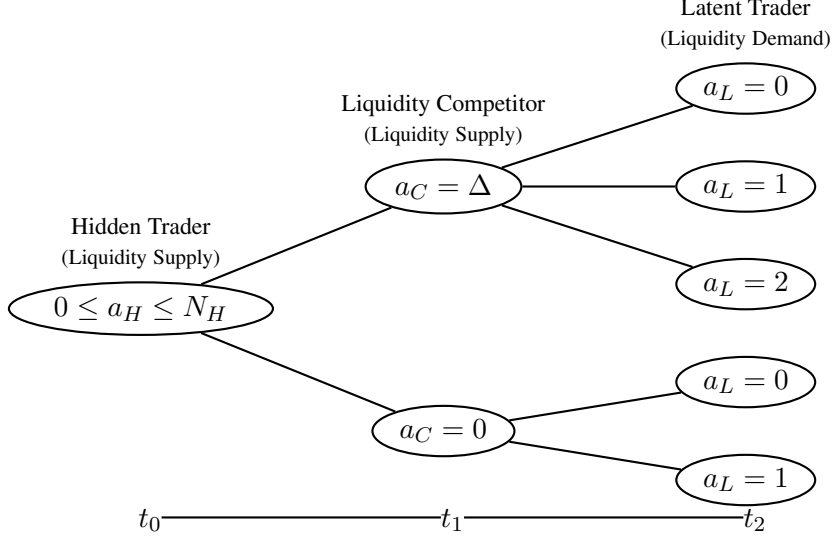 Latent Trader
(Liquidity Demand)
a_L = 0
Liquidity Competitor
(Liquidity Supply)
a_C = Δ
a_L = 1
Hidden Trader
(Liquidity Supply)
a_L = 2
0 ≤ a_H ≤ N_H
a_L = 0
a_C = 0
a_L = 1
t_0 t_1 t_2